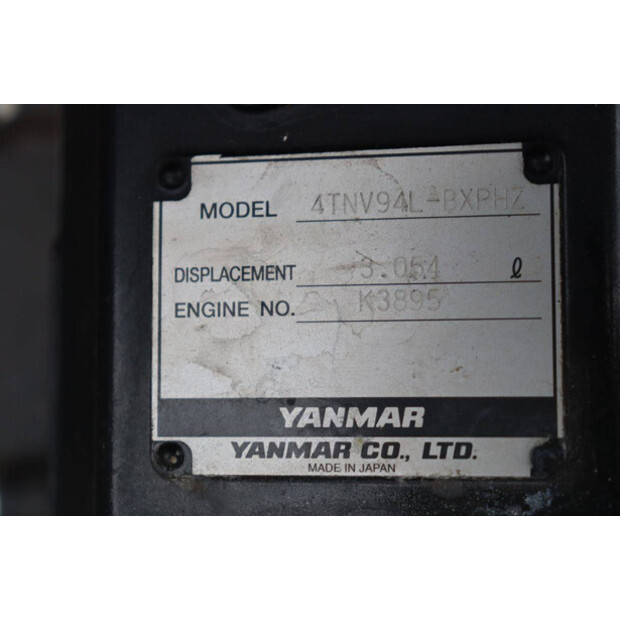 MODEL 4TNV94L-BXPHZ
DISPLACEMENT 3.054 ℓ
ENGINE NO. K3895
YANMAR
YANMAR CO., LTD.
MADE IN JAPAN